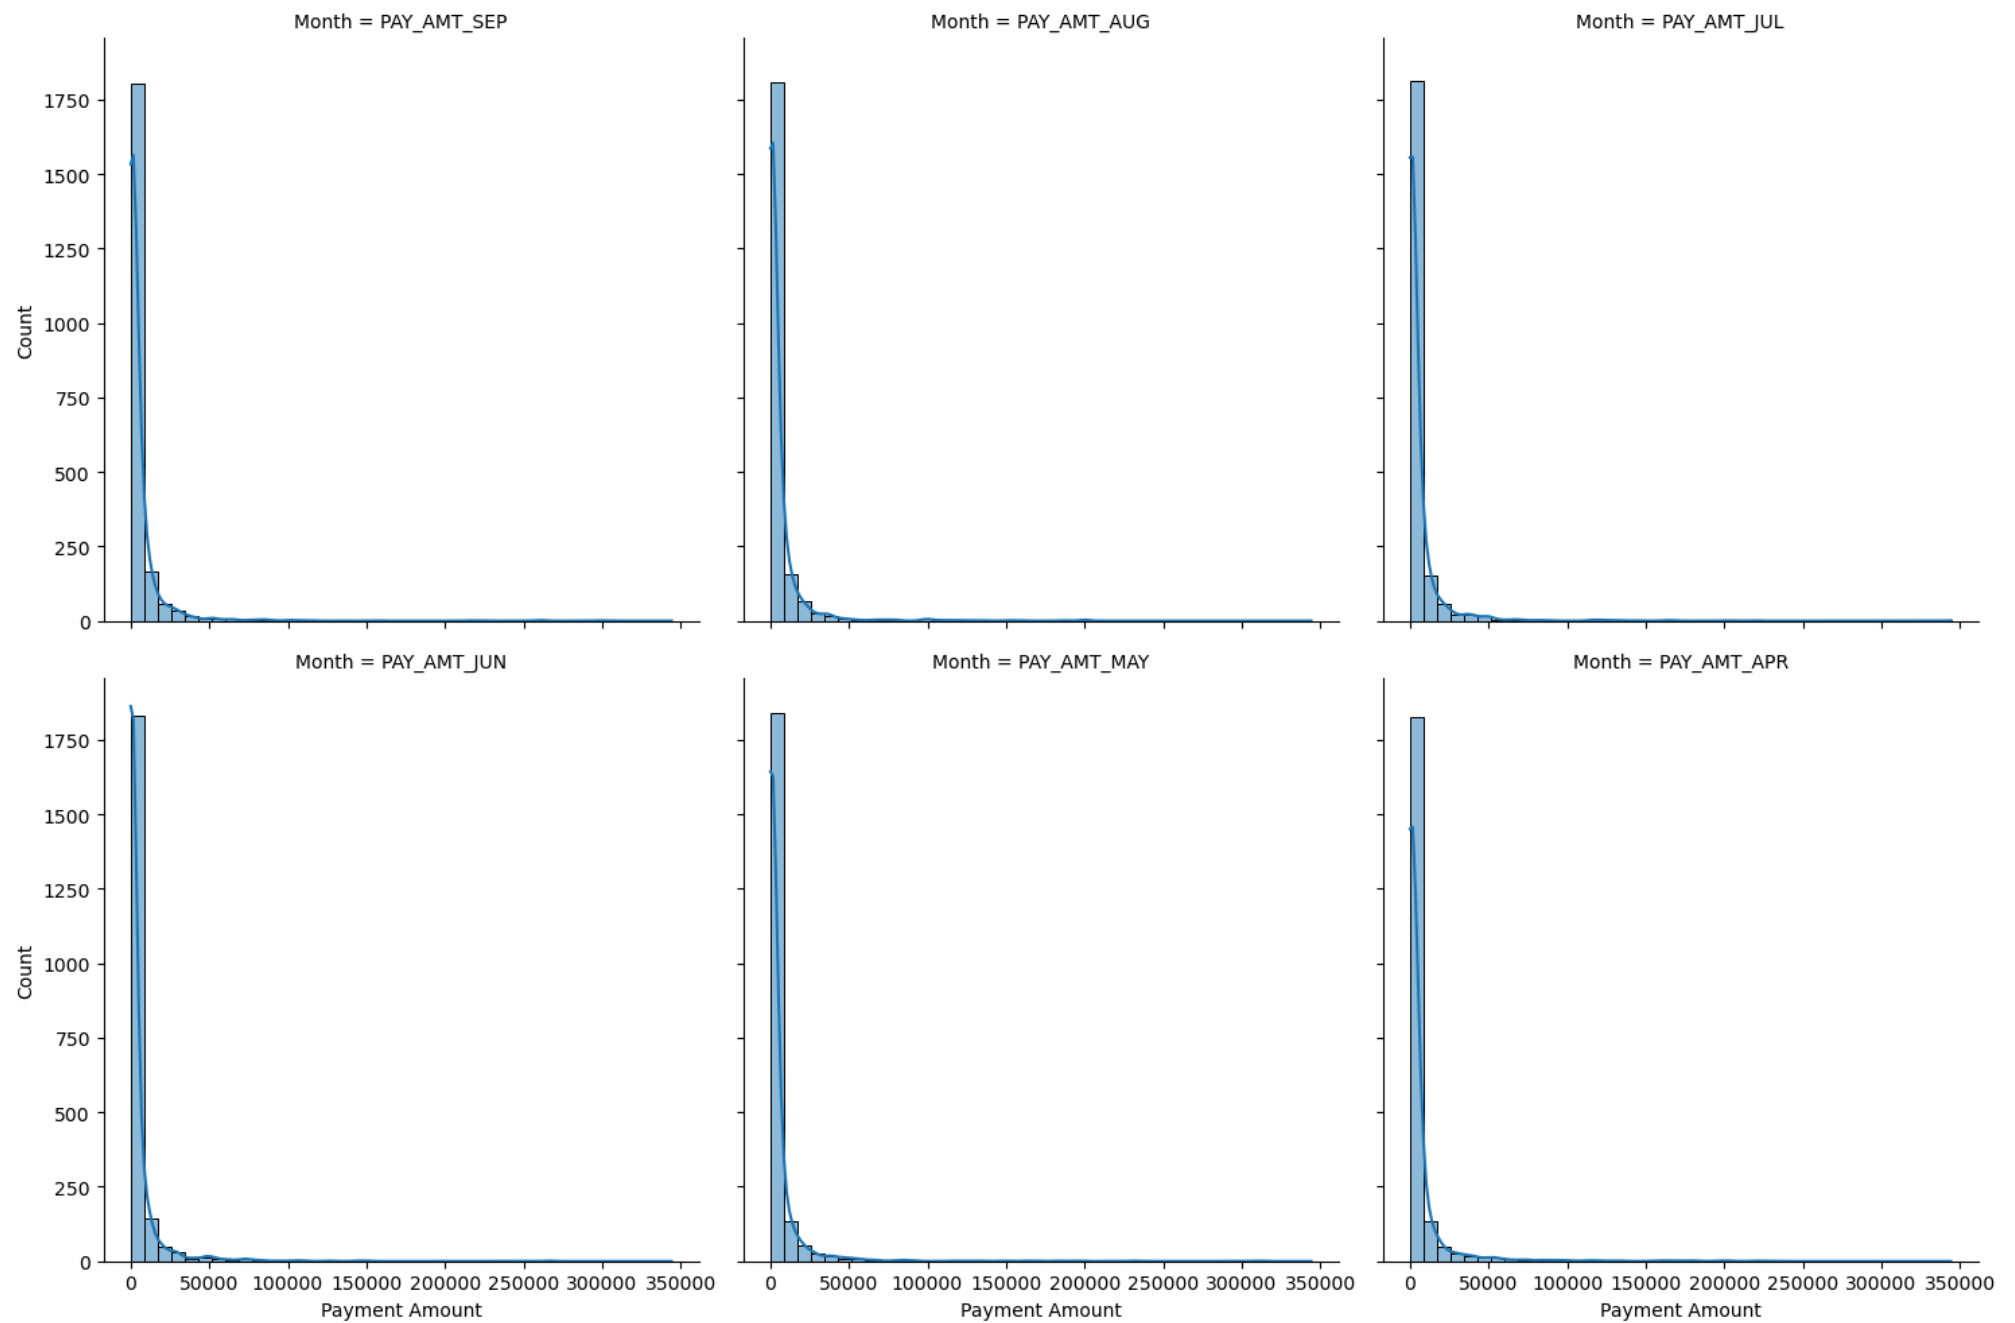 Month = PAY_AMT_SEP
Month = PAY_AMT_AUG
Month = PAY_AMT_JUL
1750
1500
1250
1000
750
500
250
0
Count
Month = PAY_AMT_JUN
Month = PAY_AMT_MAY
Month = PAY_AMT_APR
1750
1500
1250
1000
750
500
250
0
Count
0 50000 100000 150000 200000 250000 300000 350000
0 50000 100000 150000 200000 250000 300000 350000
0 50000 100000 150000 200000 250000 300000 350000
Payment Amount
Payment Amount
Payment Amount